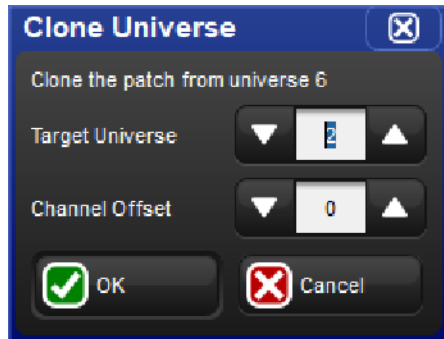 Clone Universe
Clone the patch from universe 6
Target Universe 2
Channel Offset 0
OK Cancel